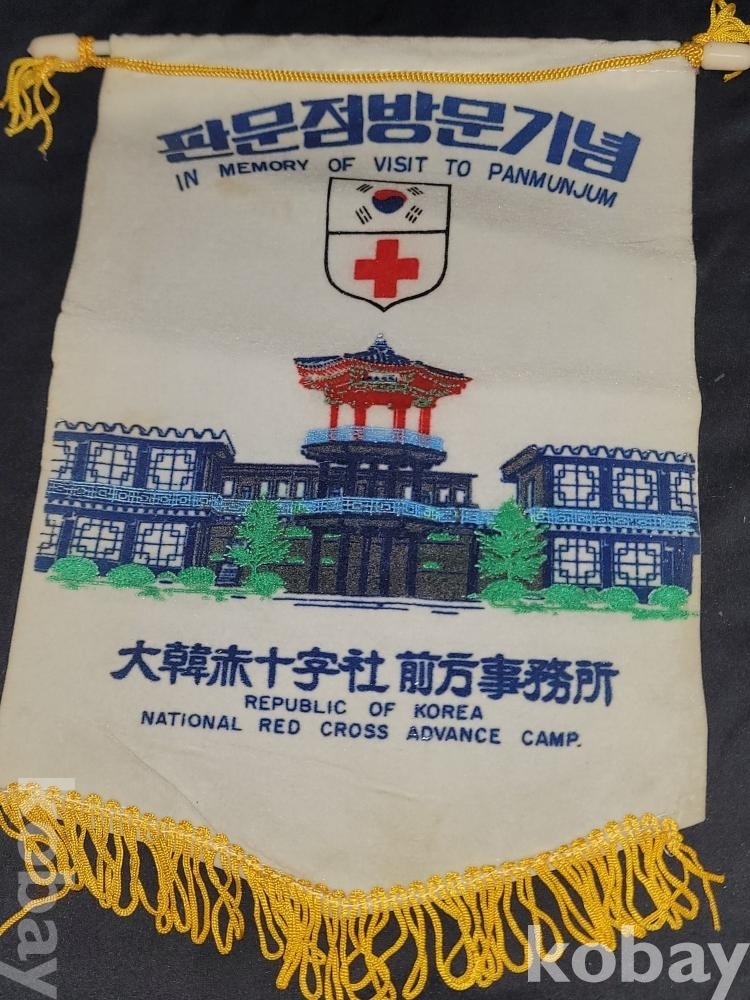 판문점방문기념
IN MEMORY OF VISIT TO PANMUNJUM
大韓赤十字社 前方事務所
REPUBLIC OF KOREA
NATIONAL RED CROSS ADVANCE CAMP.
kobay
kobay